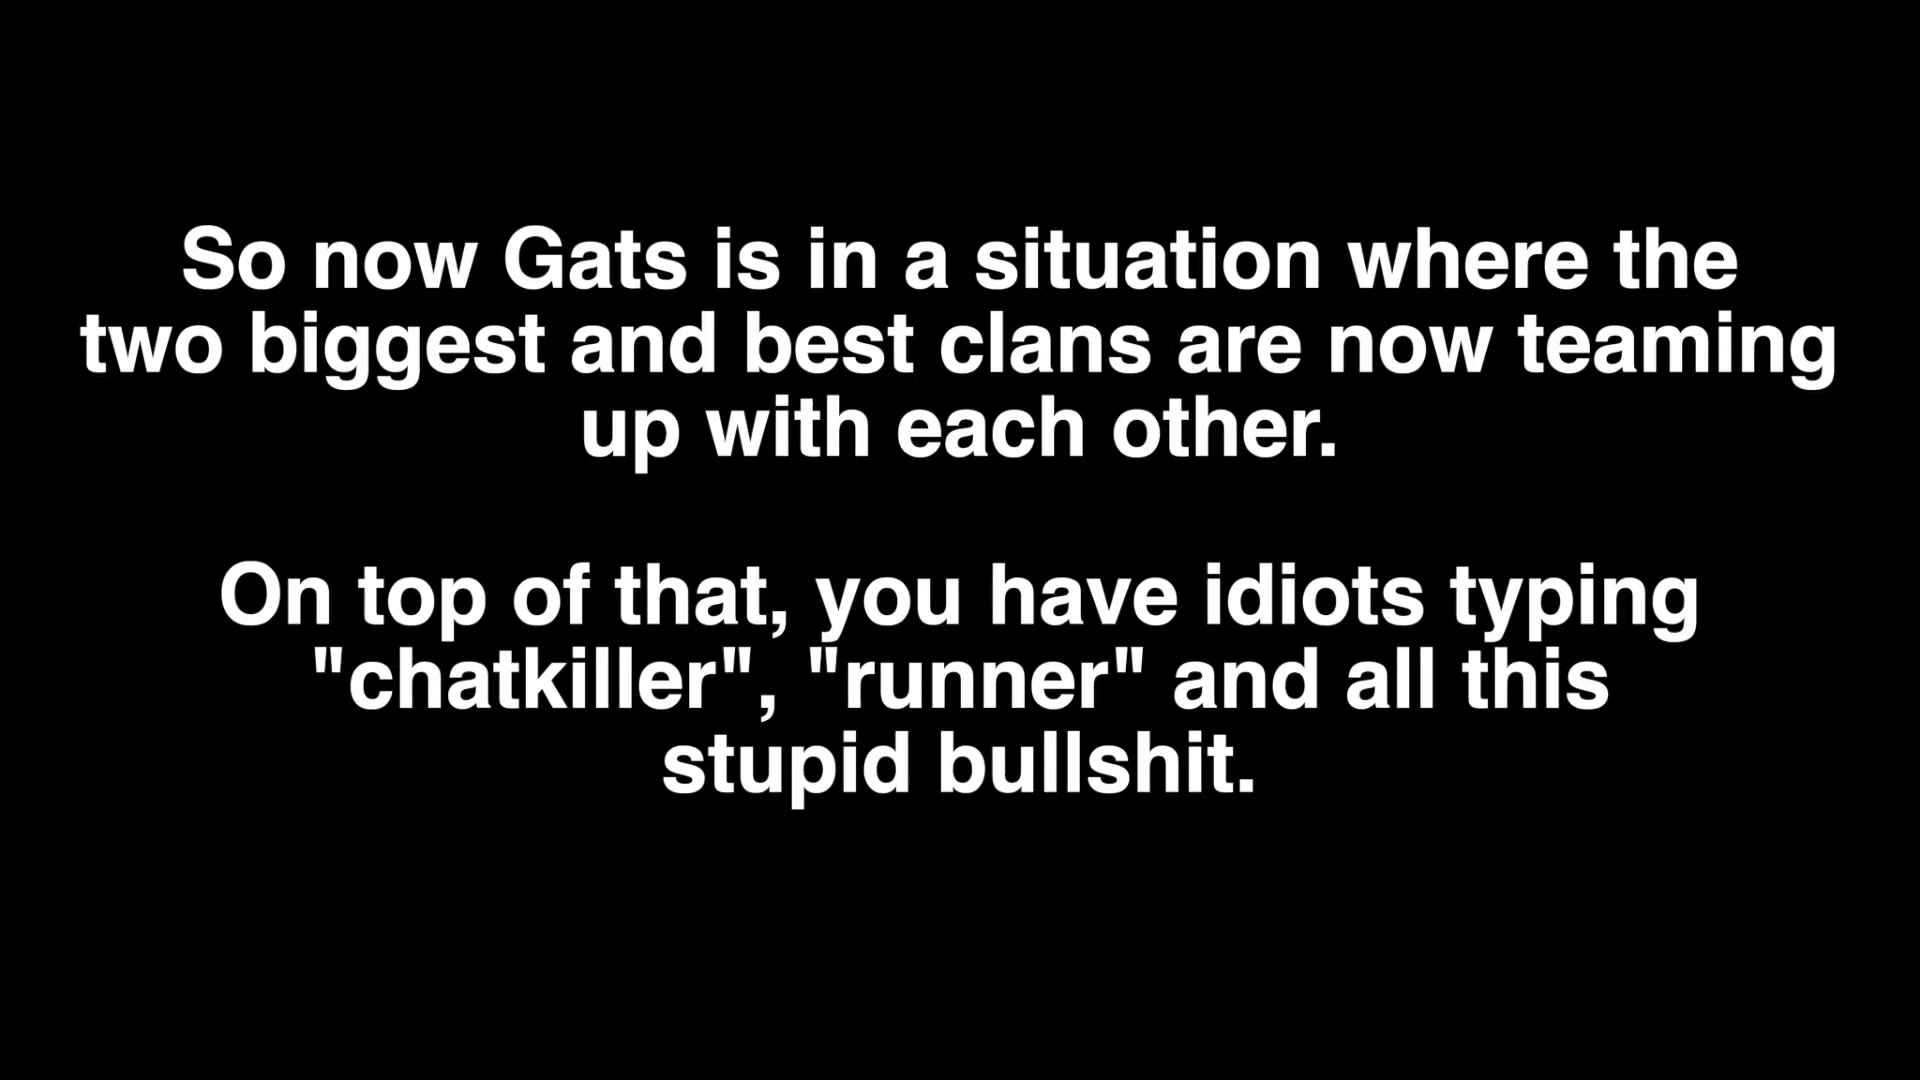 So now Gats is in a situation where the
two biggest and best clans are now teaming
up with each other.
On top of that, you have idiots typing
"chatkiller", "runner" and all this
stupid bullshit.